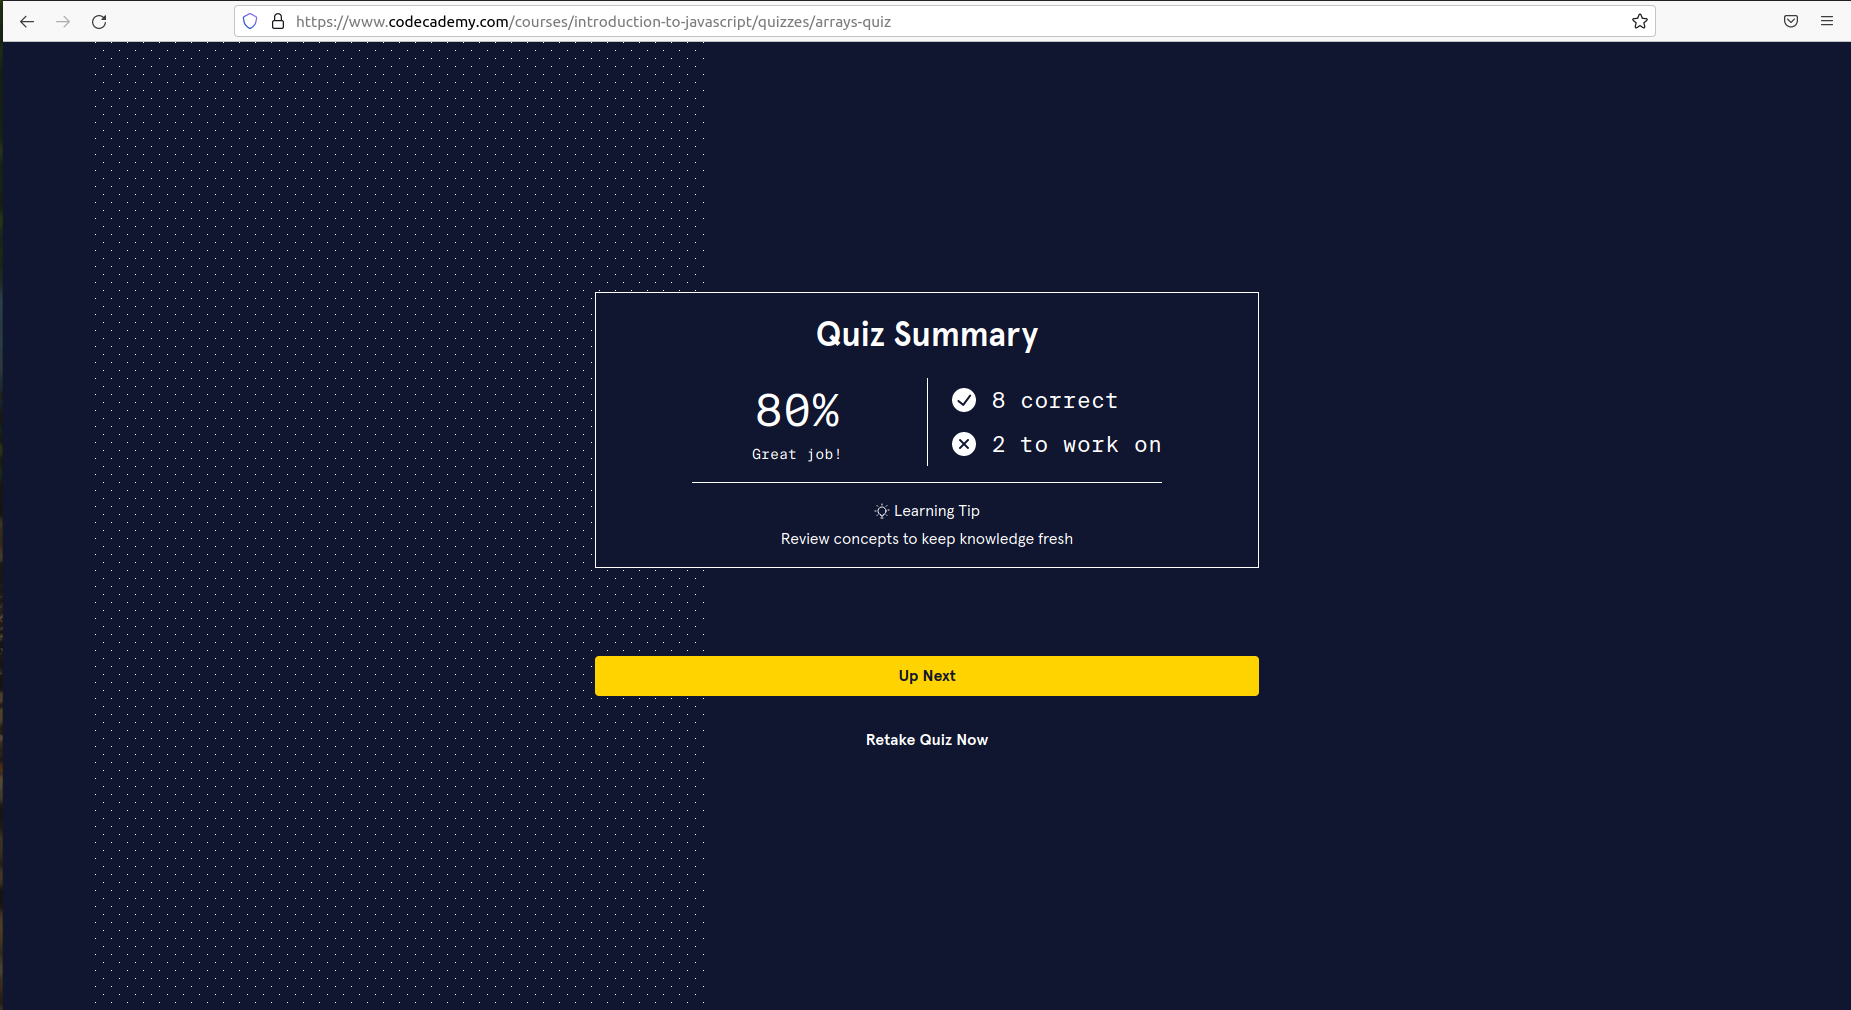 https://www.codecademy.com/courses/introduction-to-javascript/quizzes/arrays-quiz
Quiz Summary
80%
Great job!
8 correct
2 to work on
Learning Tip
Review concepts to keep knowledge fresh
Up Next
Retake Quiz Now